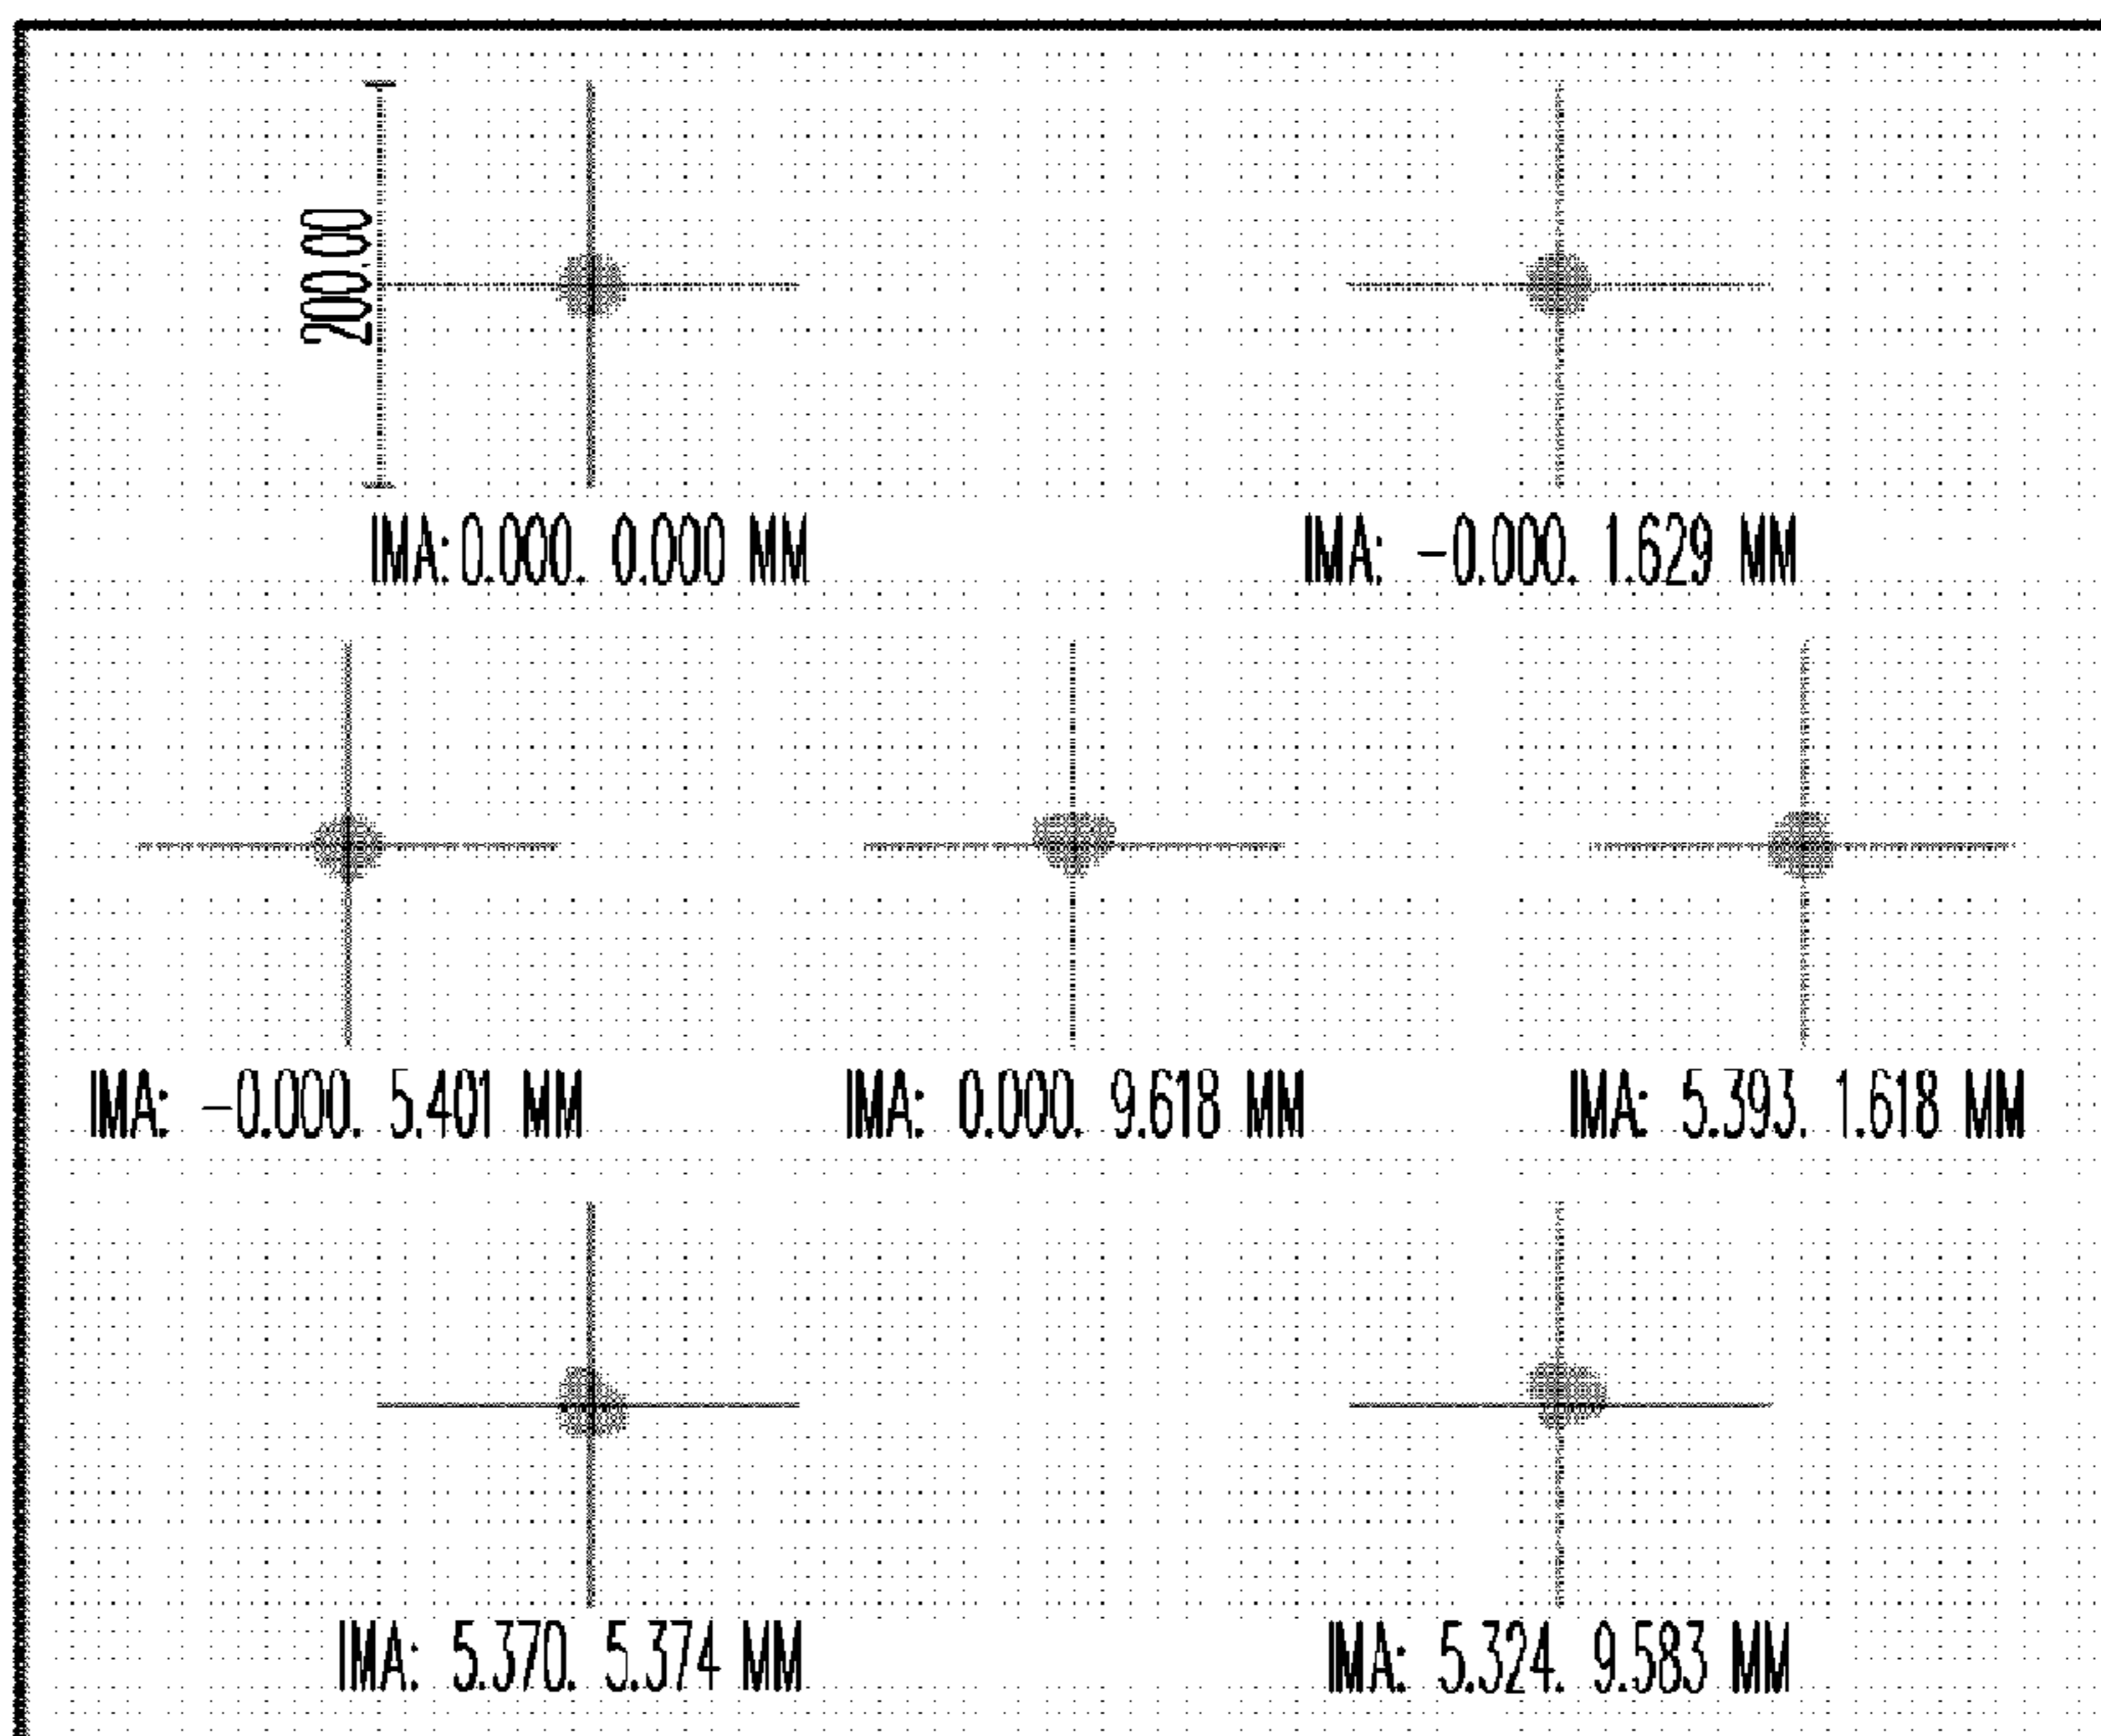 200.00
IMA: 0.000. 0.000 MM
IMA: -0.000. 1.629 MM
IMA: -0.000. 5.401 MM
IMA: 0.000. 9.618 MM
IMA: 5.393. 1.618 MM
IMA: 5.370. 5.374 MM
IMA: 5.324. 9.583 MM